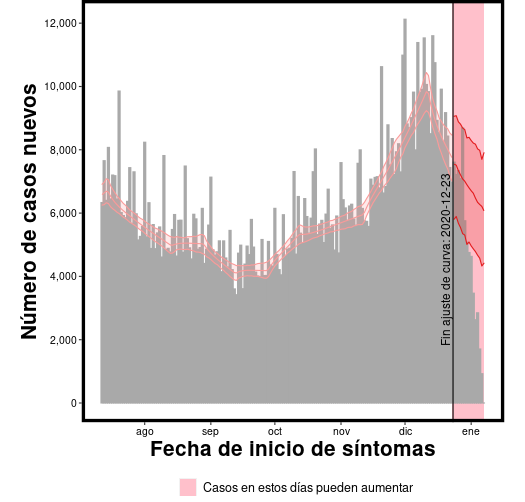 Número de casos nuevos
12,000
10,000
8,000
6,000
4,000
2,000
0
Fin ajuste de curva: 2020-12-23
ago sep oct nov dic ene
Fecha de inicio de síntomas
Casos en estos días pueden aumentar